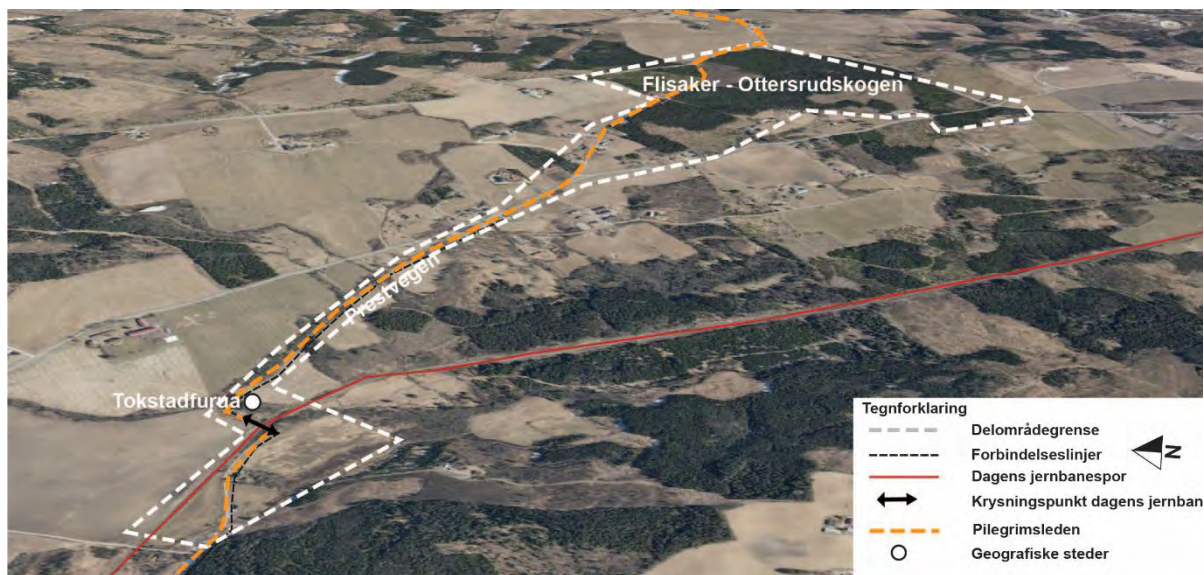 Flisaker - Ottersrudskogen
Prestvegen
Tokstadfurua
Tegnforklaring
Delområdegrense
Forbindelseslinjer
Dagens jernbanespor
Krysningspunkt dagens jernban
Pilegrimsleden
Geografiske steder
N